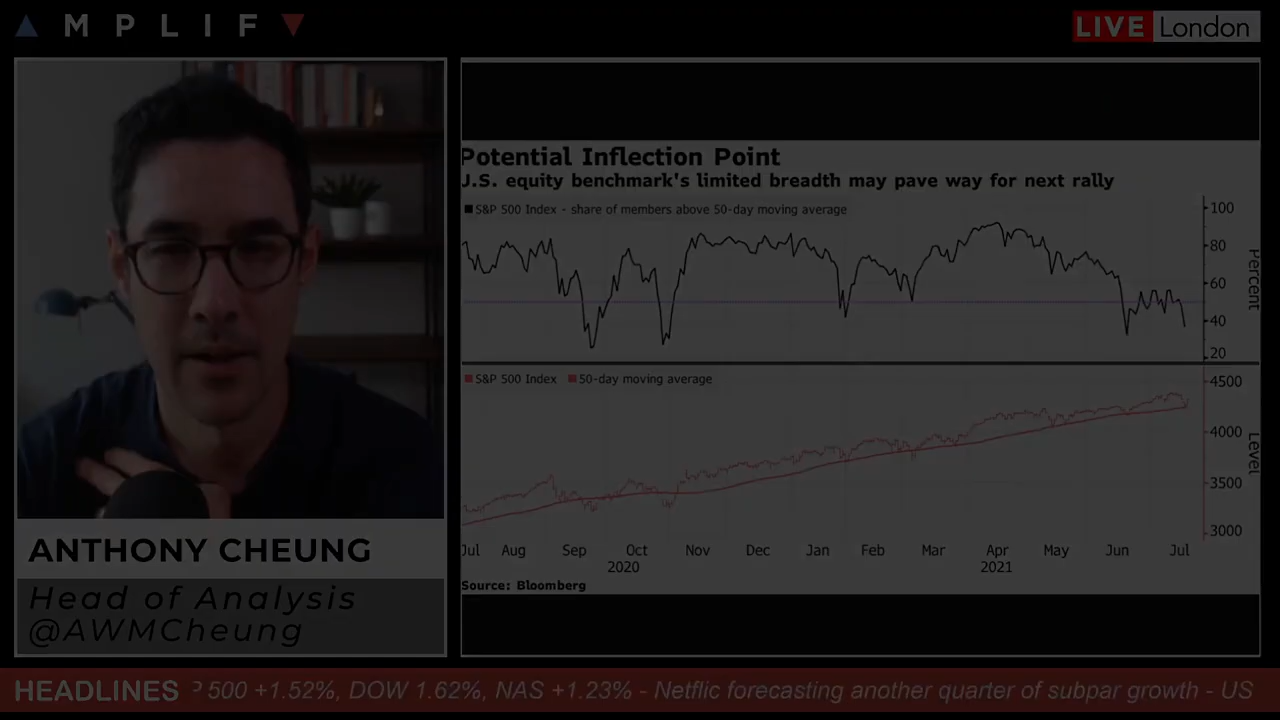 ▲ M P L I F ▼
LIVE London
Potential Inflection Point
U.S. equity benchmark's limited breadth may pave way for next rally
S&P 500 Index - share of members above 50-day moving average
100
80
60
40
20
Percent
S&P 500 Index 50-day moving average
4500
4000
3500
3000
Level
Jul Aug Sep Oct Nov Dec Jan Feb Mar Apr May Jun Jul
2020 2021
Source: Bloomberg
ANTHONY CHEUNG
Head of Analysis
@AWMCheung
HEADLINES P 500 +1.52%, DOW 1.62%, NAS +1.23% - Netflic forecasting another quarter of subpar growth - US